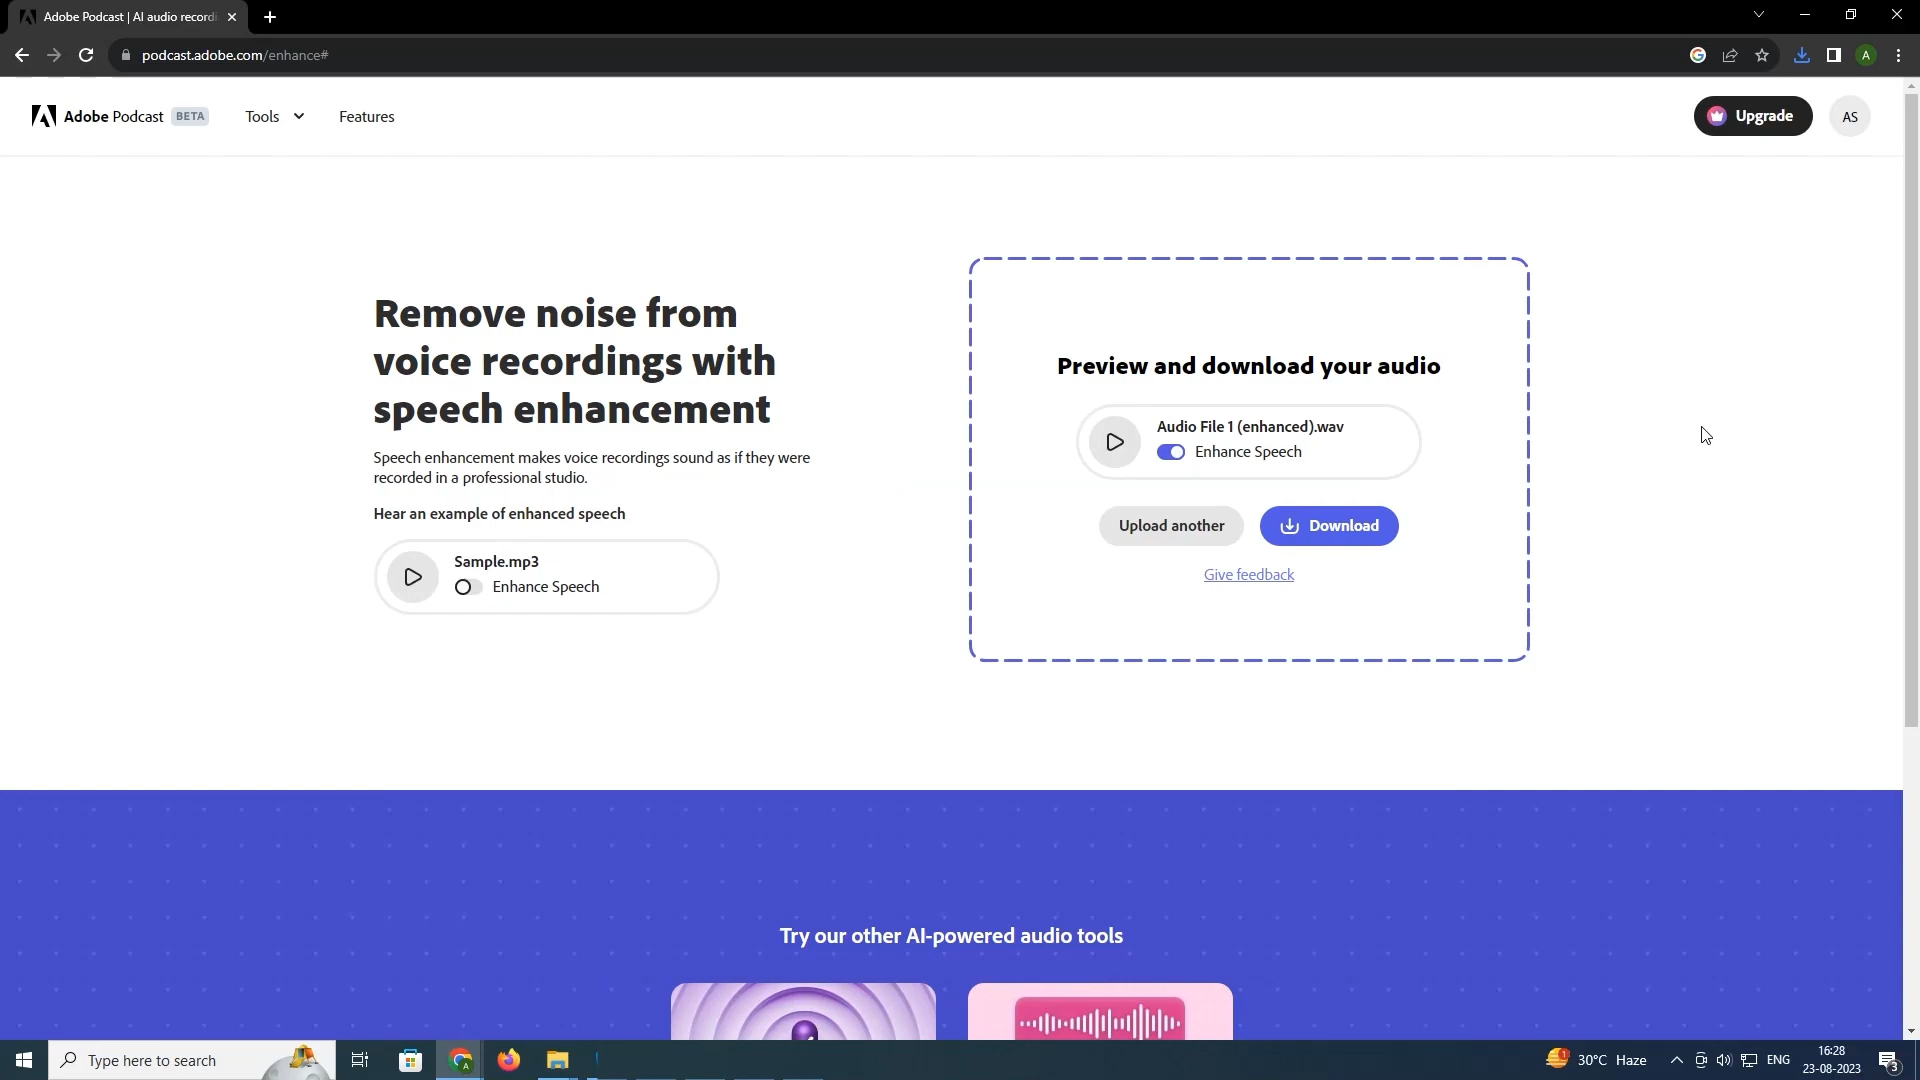 Adobe Podcast | AI audio recordi
podcast.adobe.com/enhance#
A
Adobe Podcast BETA
Tools
Features
Upgrade
AS
Remove noise from
voice recordings with
speech enhancement
Speech enhancement makes voice recordings sound as if they were
recorded in a professional studio.
Hear an example of enhanced speech
Sample.mp3
Enhance Speech
Preview and download your audio
Audio File 1 (enhanced).wav
Enhance Speech
Upload another
Download
Give feedback
Try our other AI-powered audio tools
Type here to search
A
1
30°C Haze
ENG
16:28
23-08-2023
3